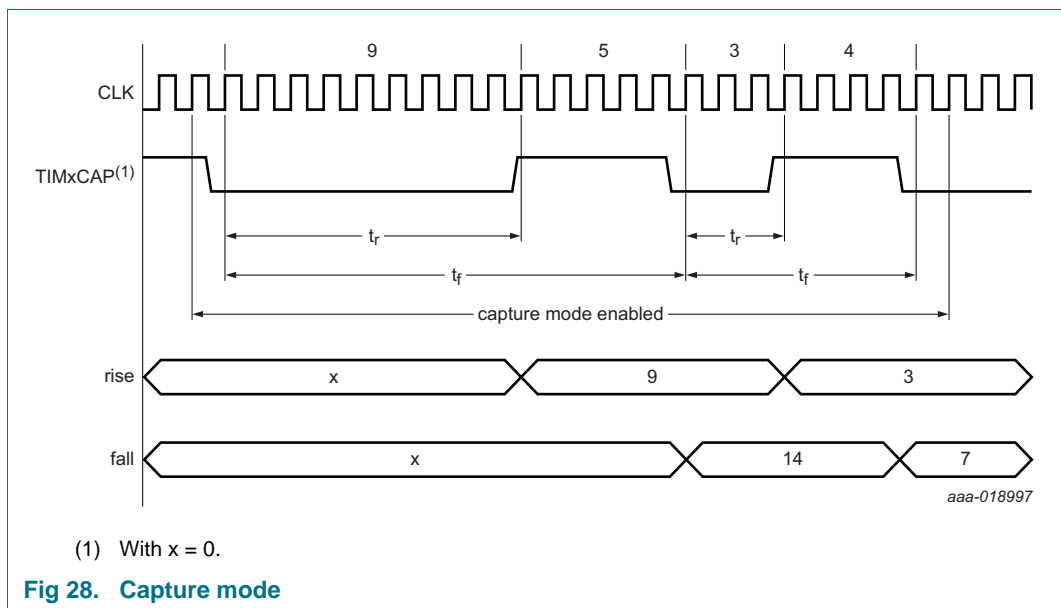 9 5 3 4
CLK
TIMxCAP(1)
tr tr
tf tf
capture mode enabled
rise x 9 3
fall x 14 7
aaa-018997
(1) With x = 0.
Fig 28. Capture mode